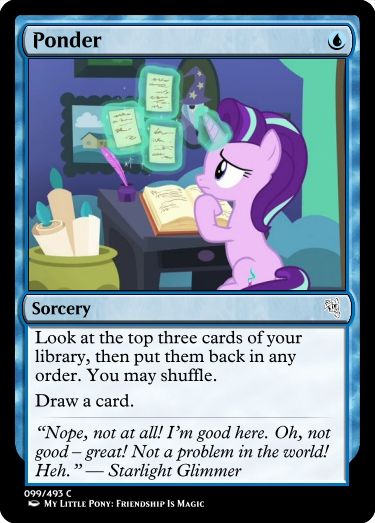 Ponder
Sorcery
Look at the top three cards of your
library, then put them back in any
order. You may shuffle.
Draw a card.
“Nope, not at all! I'm good here. Oh, not
good – great! Not a problem in the world!
Heh.” — Starlight Glimmer
099/493 C
My Little Pony: Friendship Is Magic